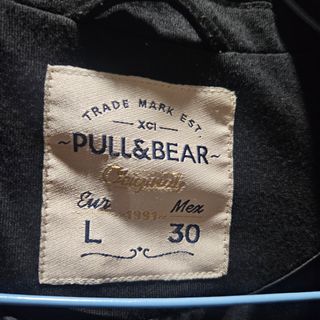 TRADE MARK EST.
XCI
~PULL&BEAR~
Originals
Eur Mex
~1991~
L 30